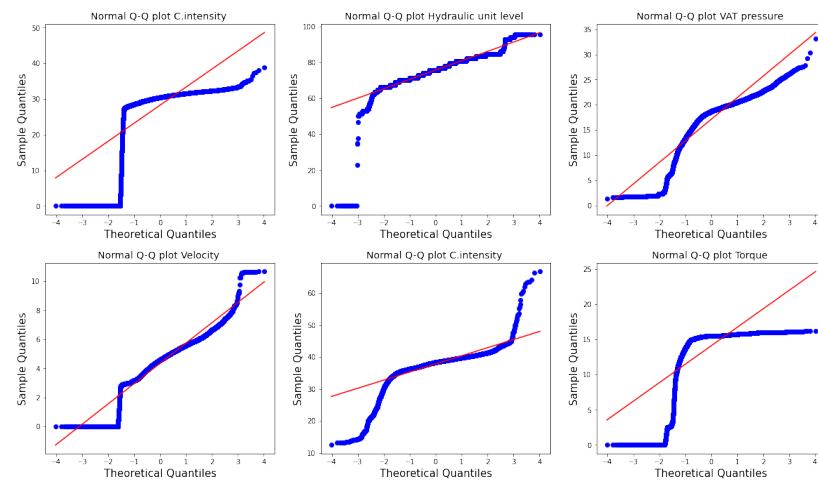 Normal Q-Q plot C.intensity
Normal Q-Q plot Hydraulic unit level
Normal Q-Q plot VAT pressure
50
40
30
20
10
0
Sample Quantiles
−4 −3 −2 −1 0 1 2 3 4
Theoretical Quantiles
100
80
60
40
20
0
Sample Quantiles
−4 −3 −2 −1 0 1 2 3 4
Theoretical Quantiles
35
30
25
20
15
10
5
0
Sample Quantiles
−4 −3 −2 −1 0 1 2 3 4
Theoretical Quantiles
Normal Q-Q plot Velocity
Normal Q-Q plot C.intensity
Normal Q-Q plot Torque
10
8
6
4
2
0
Sample Quantiles
−4 −3 −2 −1 0 1 2 3 4
Theoretical Quantiles
60
50
40
30
20
10
Sample Quantiles
−4 −3 −2 −1 0 1 2 3 4
Theoretical Quantiles
25
20
15
10
5
0
Sample Quantiles
−4 −3 −2 −1 0 1 2 3 4
Theoretical Quantiles